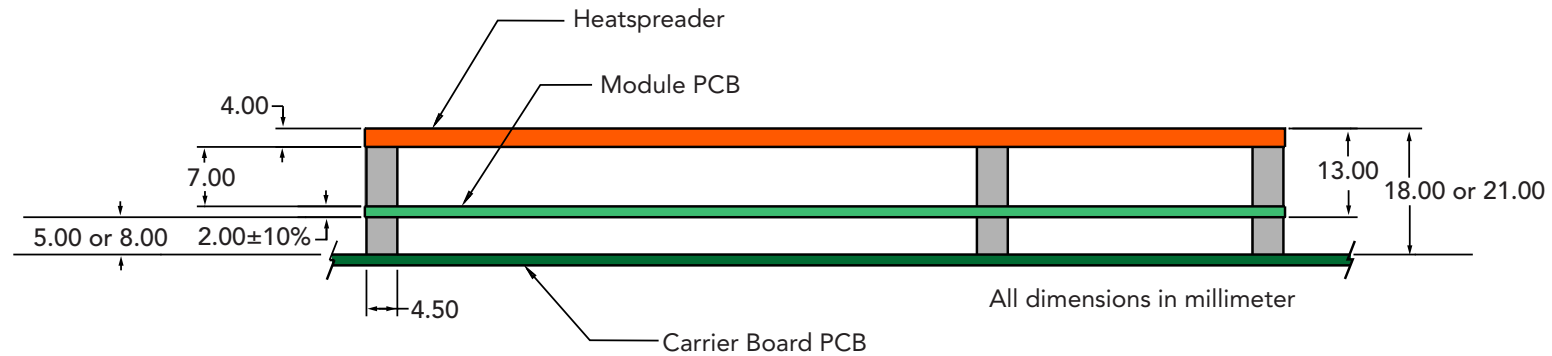 Heatspreader
Module PCB
4.00
7.00
13.00
18.00 or 21.00
5.00 or 8.00
2.00±10%
4.50
All dimensions in millimeter
Carrier Board PCB